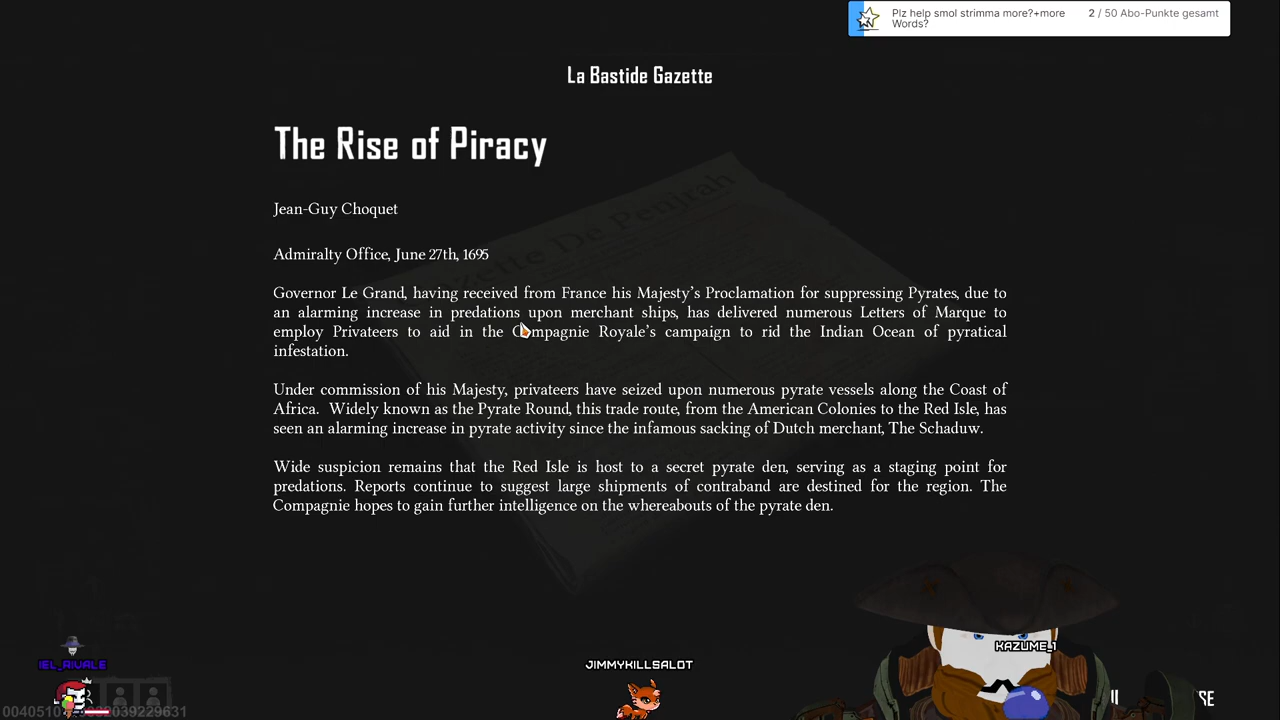 Plz help smol strimma more?+more
Words?
2 / 50 Abo-Punkte gesamt
La Bastide Gazette
The Rise of Piracy
Jean-Guy Choquet
Admiralty Office, June 27th, 1695
Governor Le Grand, having received from France his Majesty's Proclamation for suppressing Pyrates, due to
an alarming increase in predations upon merchant ships, has delivered numerous Letters of Marque to
employ Privateers to aid in the Compagnie Royale's campaign to rid the Indian Ocean of pyratical
infestation.
Under commission of his Majesty, privateers have seized upon numerous pyrate vessels along the Coast of
Africa. Widely known as the Pyrate Round, this trade route, from the American Colonies to the Red Isle, has
seen an alarming increase in pyrate activity since the infamous sacking of Dutch merchant, The Schaduw.
Wide suspicion remains that the Red Isle is host to a secret pyrate den, serving as a staging point for
predations. Reports continue to suggest large shipments of contraband are destined for the region. The
Compagnie hopes to gain further intelligence on the whereabouts of the pyrate den.
KAZUME_1
IEL_RIVALE
JIMMYKILLSALOT